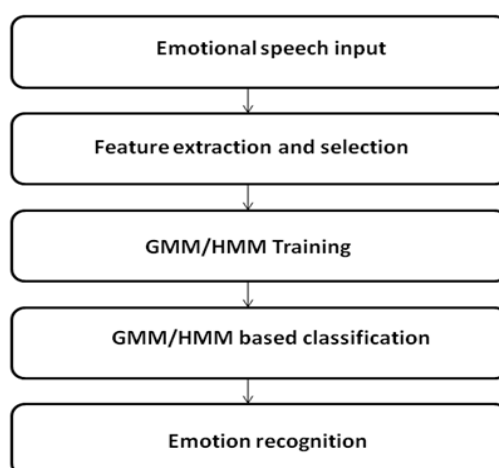 Emotional speech input
Feature extraction and selection
GMM/HMM Training
GMM/HMM based classification
Emotion recognition